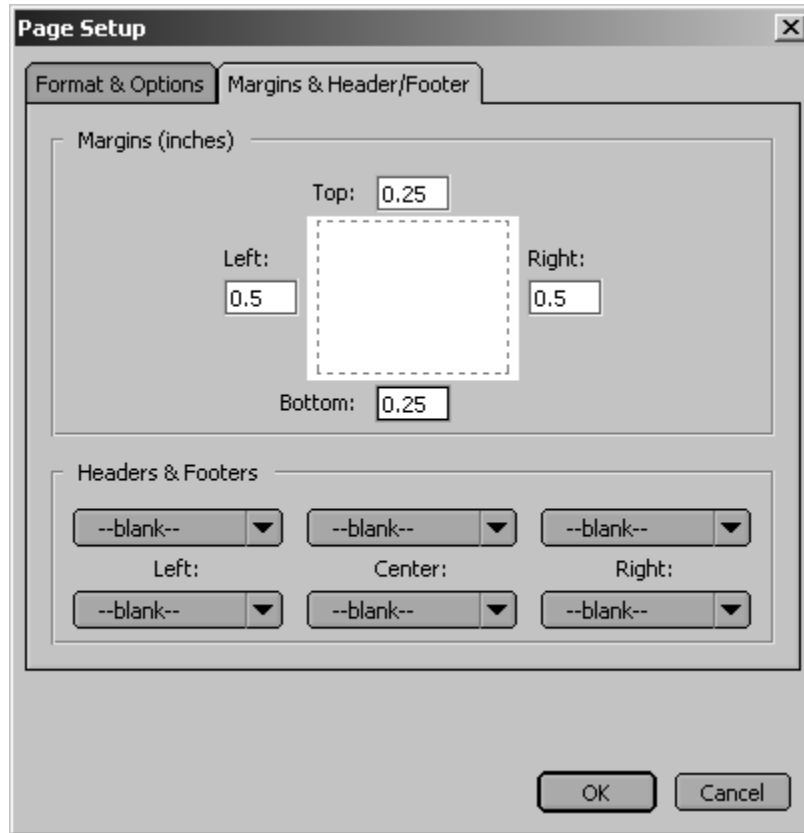 Page Setup
Format & Options Margins & Header/Footer
Margins (inches)
Top: 0.25
Left: Right:
0.5 0.5
Bottom: 0.25
Headers & Footers
--blank-- --blank-- --blank--
Left: Center: Right:
--blank-- --blank-- --blank--
OK Cancel